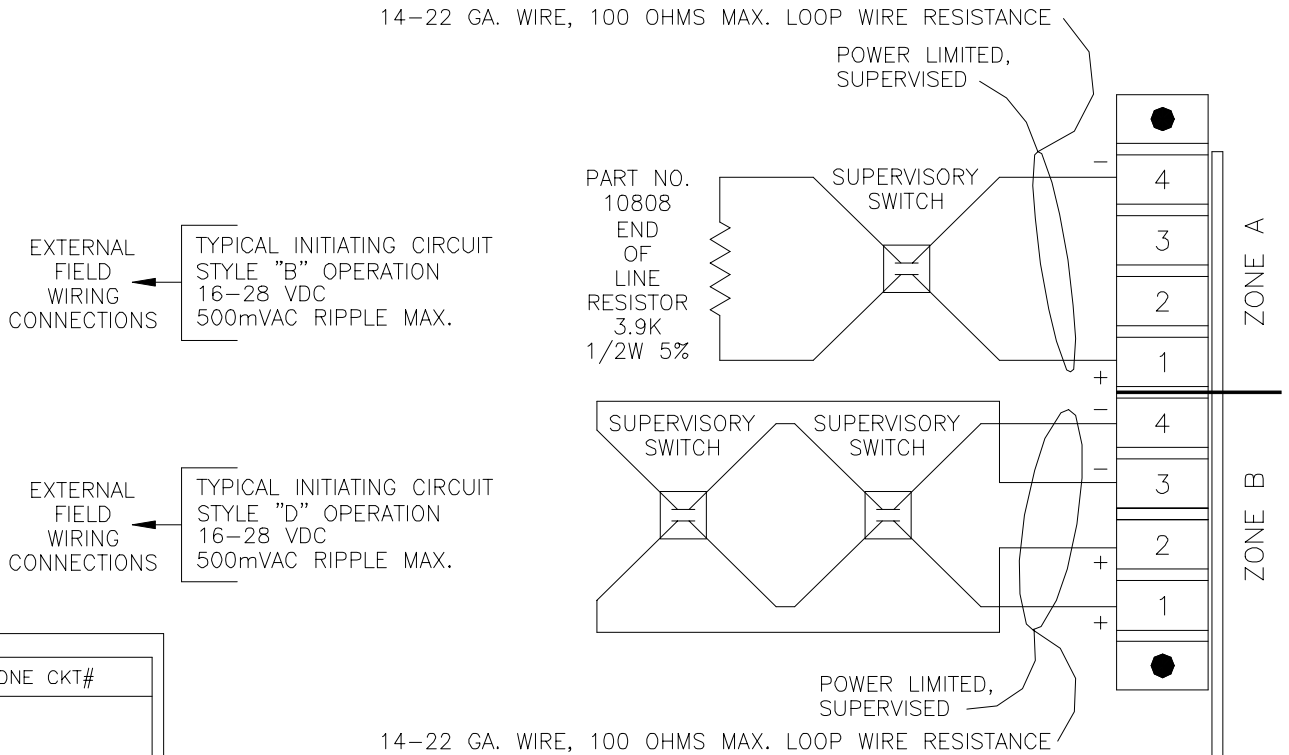 14-22 GA. WIRE, 100 OHMS MAX. LOOP WIRE RESISTANCE
POWER LIMITED,
SUPERVISED
PART NO.
10808
END
OF
LINE
RESISTOR
3.9K
1/2W 5%
SUPERVISORY
SWITCH
−
4
3
2
1
+
ZONE A
EXTERNAL
FIELD
WIRING
CONNECTIONS
TYPICAL INITIATING CIRCUIT
STYLE "B" OPERATION
16-28 VDC
500mVAC RIPPLE MAX.
SUPERVISORY
SWITCH
SUPERVISORY
SWITCH
−
4
−
3
2
+
1
+
ZONE B
EXTERNAL
FIELD
WIRING
CONNECTIONS
TYPICAL INITIATING CIRCUIT
STYLE "D" OPERATION
16-28 VDC
500mVAC RIPPLE MAX.
ONE CKT#
POWER LIMITED,
SUPERVISED
14-22 GA. WIRE, 100 OHMS MAX. LOOP WIRE RESISTANCE